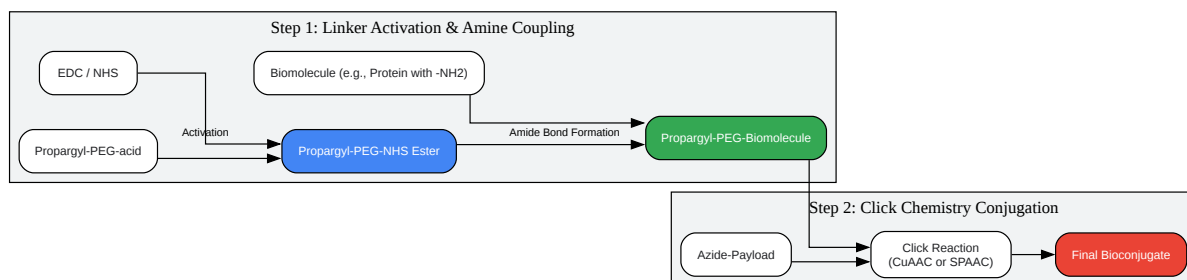 Step 1: Linker Activation & Amine Coupling
EDC / NHS
Biomolecule (e.g., Protein with -NH2)
Activation
Amide Bond Formation
Propargyl-PEG-acid
Propargyl-PEG-NHS Ester
Propargyl-PEG-Biomolecule
Step 2: Click Chemistry Conjugation
Azide-Payload
Click Reaction
(CuAAC or SPAAC)
Final Bioconjugate